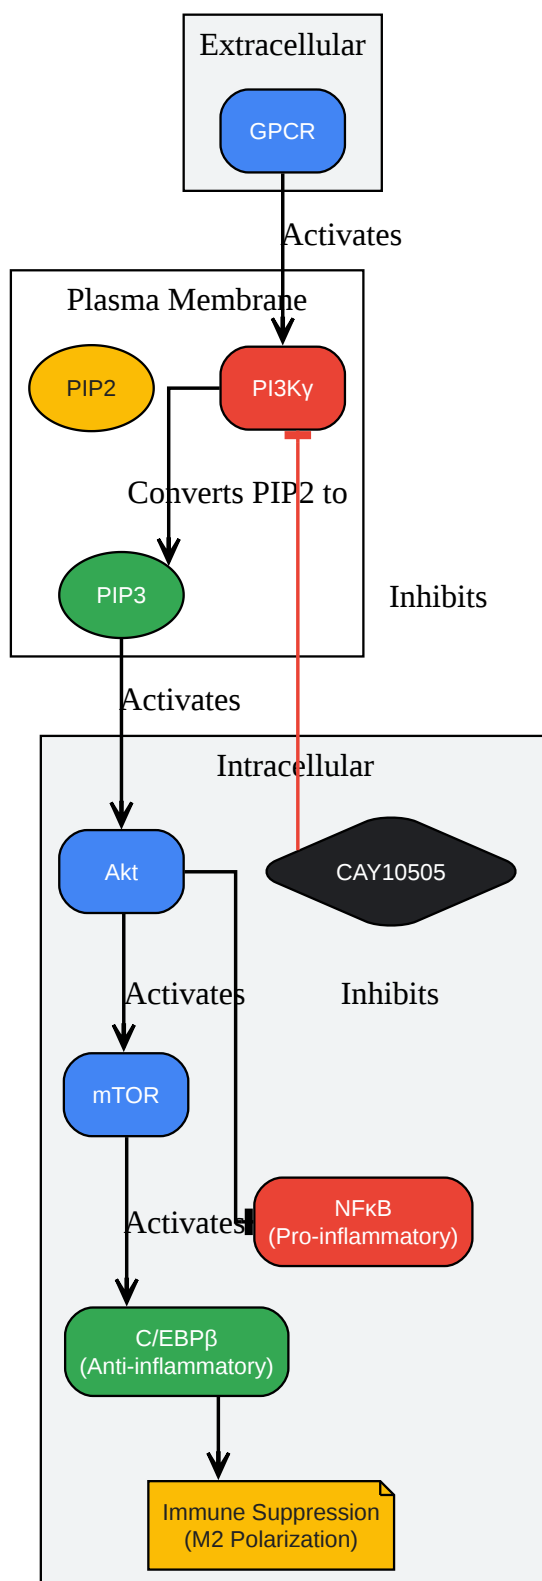 Extracellular
GPCR
Activates
Plasma Membrane
PIP2
PI3Kγ
Converts PIP2 to
PIP3
Inhibits
Activates
Intracellular
Akt
CAY10505
Activates
Inhibits
mTOR
NFκB
(Pro-inflammatory)
Activates
C/EBPβ
(Anti-inflammatory)
Immune Suppression
(M2 Polarization)